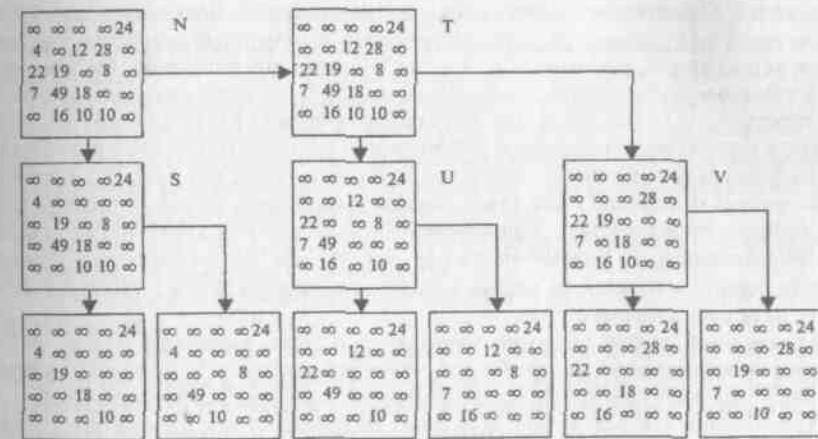 ∞ ∞ ∞ ∞ 24
4 ∞ 12 28 ∞
22 19 ∞ 8 ∞
7 49 18 ∞ ∞
∞ 16 10 10 ∞
N
∞ ∞ ∞ ∞ 24
∞ ∞ 12 28 ∞
22 19 ∞ 8 ∞
7 49 18 ∞ ∞
∞ 16 10 10 ∞
T
∞ ∞ ∞ ∞ 24
4 ∞ ∞ ∞ ∞
∞ 19 ∞ 8 ∞
∞ 49 18 ∞ ∞
∞ ∞ 10 10 ∞
S
∞ ∞ ∞ ∞ 24
∞ ∞ 12 ∞ ∞
22 ∞ ∞ 8 ∞
7 49 ∞ ∞ ∞
∞ 16 ∞ 10 ∞
U
∞ ∞ ∞ ∞ 24
∞ ∞ ∞ 28 ∞
22 19 ∞ ∞ ∞
7 ∞ 18 ∞ ∞
∞ 16 10 ∞ ∞
V
∞ ∞ ∞ ∞ 24
4 ∞ ∞ ∞ ∞
∞ 19 ∞ ∞ ∞
∞ ∞ 18 ∞ ∞
∞ ∞ ∞ 10 ∞
∞ ∞ ∞ ∞ 24
4 ∞ ∞ ∞ ∞
∞ ∞ ∞ 8 ∞
∞ 49 ∞ ∞ ∞
∞ 10 ∞ ∞
∞ ∞ ∞ ∞ 24
∞ ∞ 12 ∞ ∞
22 ∞ ∞ ∞ ∞
∞ 49 ∞ ∞ ∞
∞ ∞ ∞ 10 ∞
∞ ∞ ∞ ∞ 24
∞ ∞ 12 ∞ ∞
∞ ∞ ∞ 8 ∞
7 ∞ ∞ ∞ ∞
∞ 16 ∞ ∞ ∞
∞ ∞ ∞ ∞ 24
∞ ∞ ∞ 28 ∞
22 ∞ ∞ ∞ ∞
∞ ∞ 18 ∞ ∞
∞ 16 ∞ ∞ ∞
∞ ∞ ∞ ∞ 24
∞ ∞ ∞ 28 ∞
∞ 19 ∞ ∞ ∞
7 ∞ ∞ ∞ ∞
∞ ∞ 10 ∞ ∞